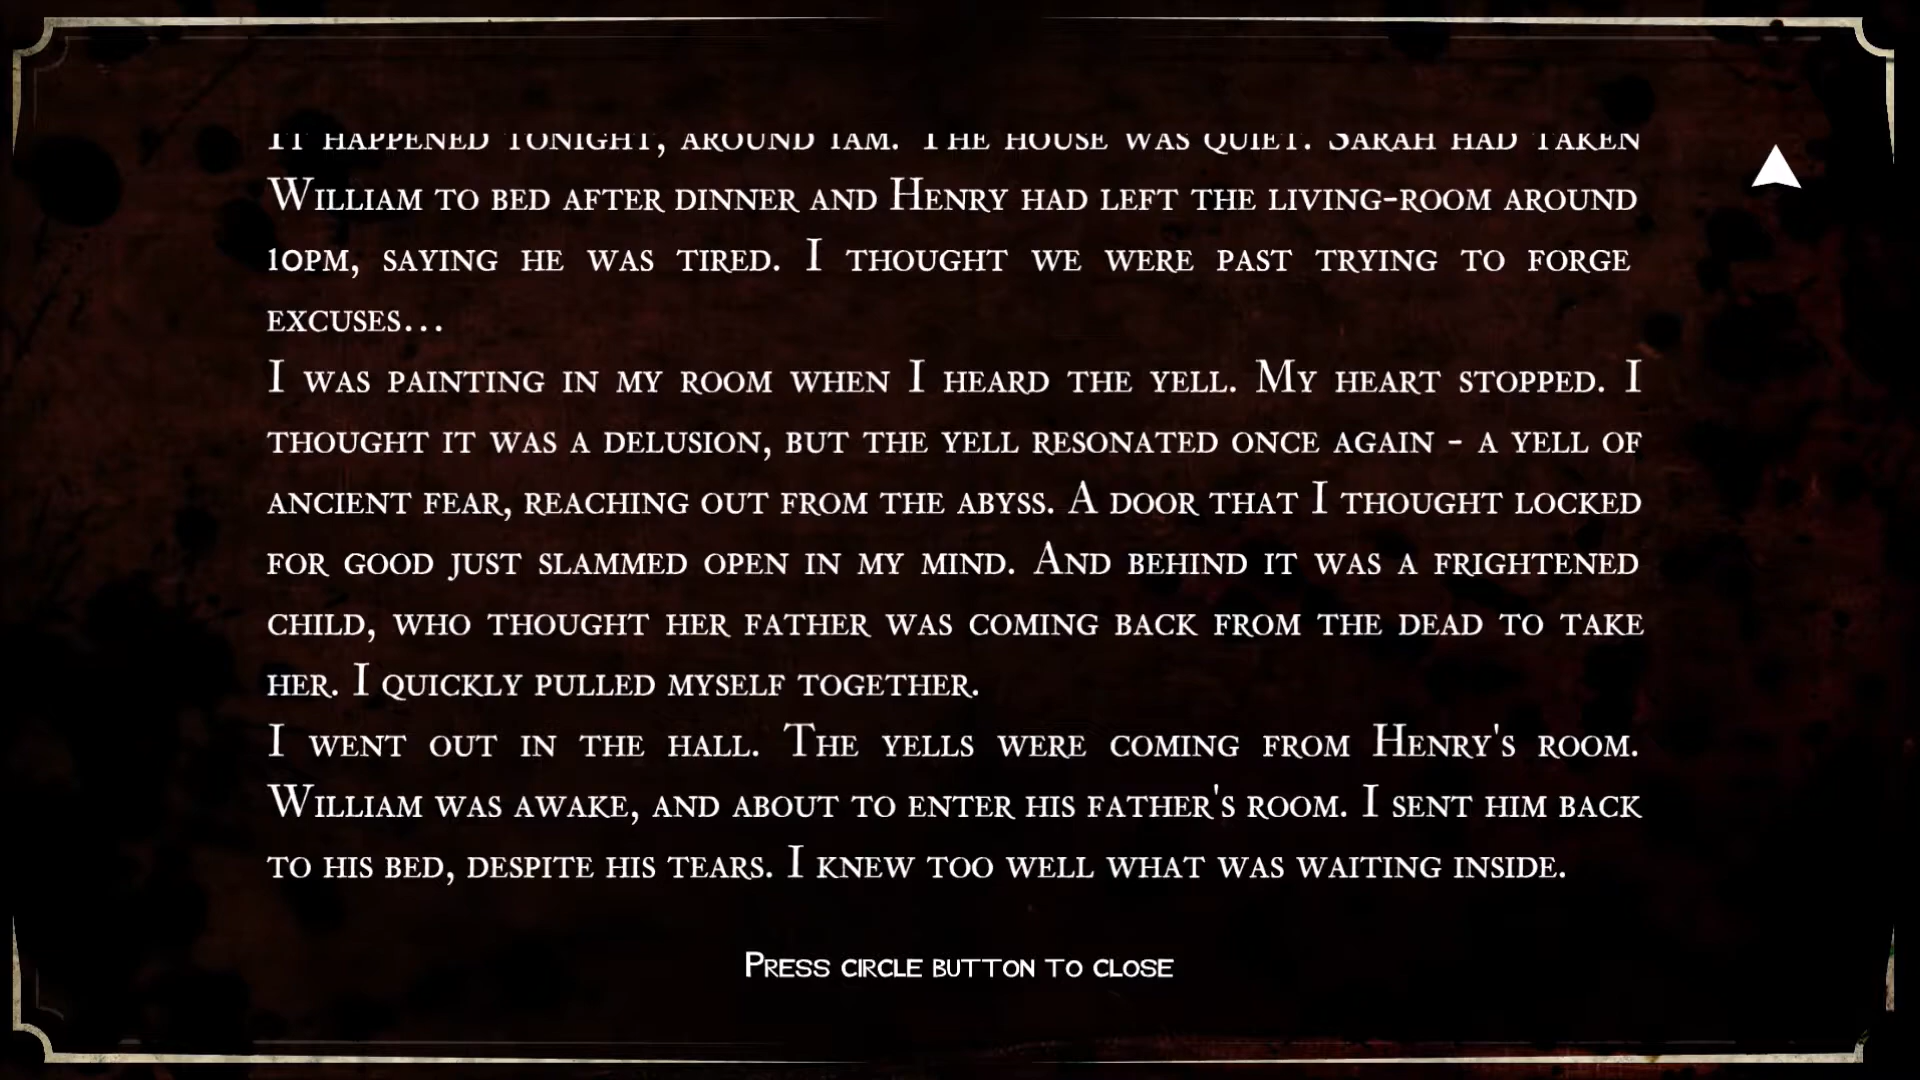 It happened tonight, around 1am. The house was quiet. Sarah had taken
William to bed after dinner and Henry had left the living-room around
10pm, saying he was tired. I thought we were past trying to forge
excuses...
I was painting in my room when I heard the yell. My heart stopped. I
thought it was a delusion, but the yell resonated once again - a yell of
ancient fear, reaching out from the abyss. A door that I thought locked
for good just slammed open in my mind. And behind it was a frightened
child, who thought her father was coming back from the dead to take
her. I quickly pulled myself together.
I went out in the hall. The yells were coming from Henry's room.
William was awake, and about to enter his father's room. I sent him back
to his bed, despite his tears. I knew too well what was waiting inside.
Press circle button to close